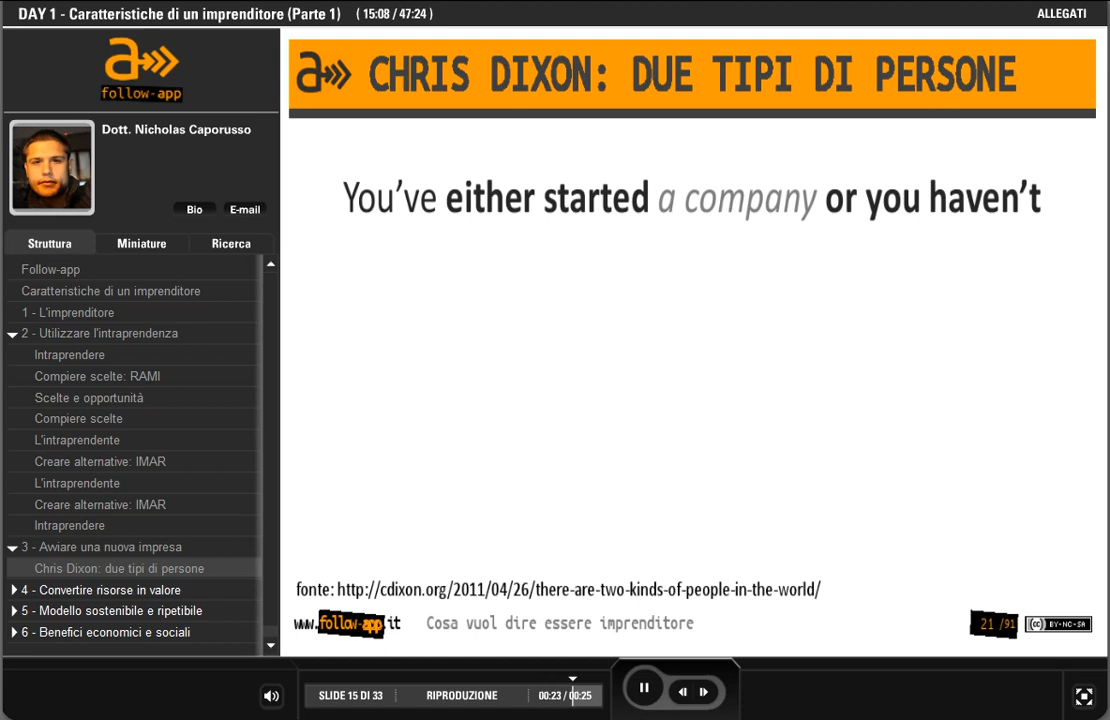 DAY 1 - Caratteristiche di un imprenditore (Parte 1) ( 15:08 / 47:24 )
ALLEGATI
a
follow-app
Dott. Nicholas Caporusso
Bio
E-mail
Struttura
Miniature
Ricerca
Follow-app
Caratteristiche di un imprenditore
1 - L'imprenditore
2 - Utilizzare l'intraprendenza
Intraprendere
Compiere scelte: RAMI
Scelte e opportunità
Compiere scelte
L'intraprendente
Creare alternative: IMAR
L'intraprendente
Creare alternative: IMAR
Intraprendere
3 - Avviare una nuova impresa
Chris Dixon: due tipi di persone
4 - Convertire risorse in valore
5 - Modello sostenibile e ripetibile
6 - Benefici economici e sociali
a CHRIS DIXON: DUE TIPI DI PERSONE
You've either started a company or you haven't
fonte: http://cdixon.org/2011/04/26/there-are-two-kinds-of-people-in-the-world/
www.follow-app.it
Cosa vuol dire essere imprenditore
21 /91
cc BY-NC-SA
SLIDE 15 DI 33
RIPRODUZIONE
00:23 / 00:25